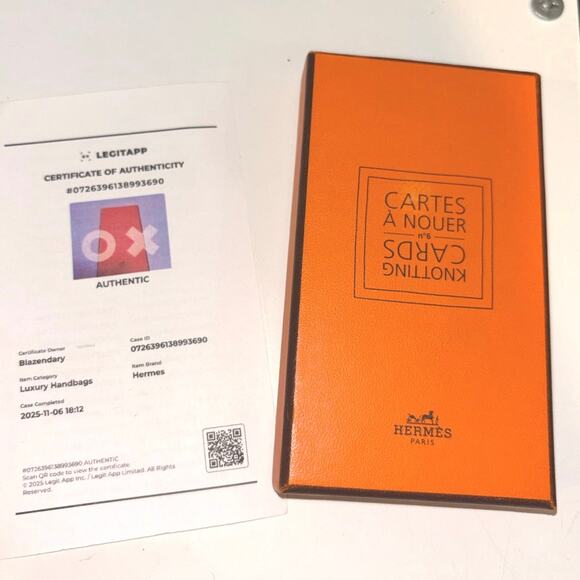 LEGITAPP
CERTIFICATE OF AUTHENTICITY
#0726396138993690
OX
AUTHENTIC
Certificate Owner
Blazendary
Case ID
0726396138993690
Item Category
Luxury Handbags
Item Brand
Hermes
Case Completed
2025-11-06 18:12
#0726396138993690 AUTHENTIC
Scan QR code to view the certificate
© 2025 Legit App Inc. / Legit App Limited. All Rights
Reserved.
CARTES
À NOUER
n°6
KNOTTING
CARDS
HERMÈS
PARIS